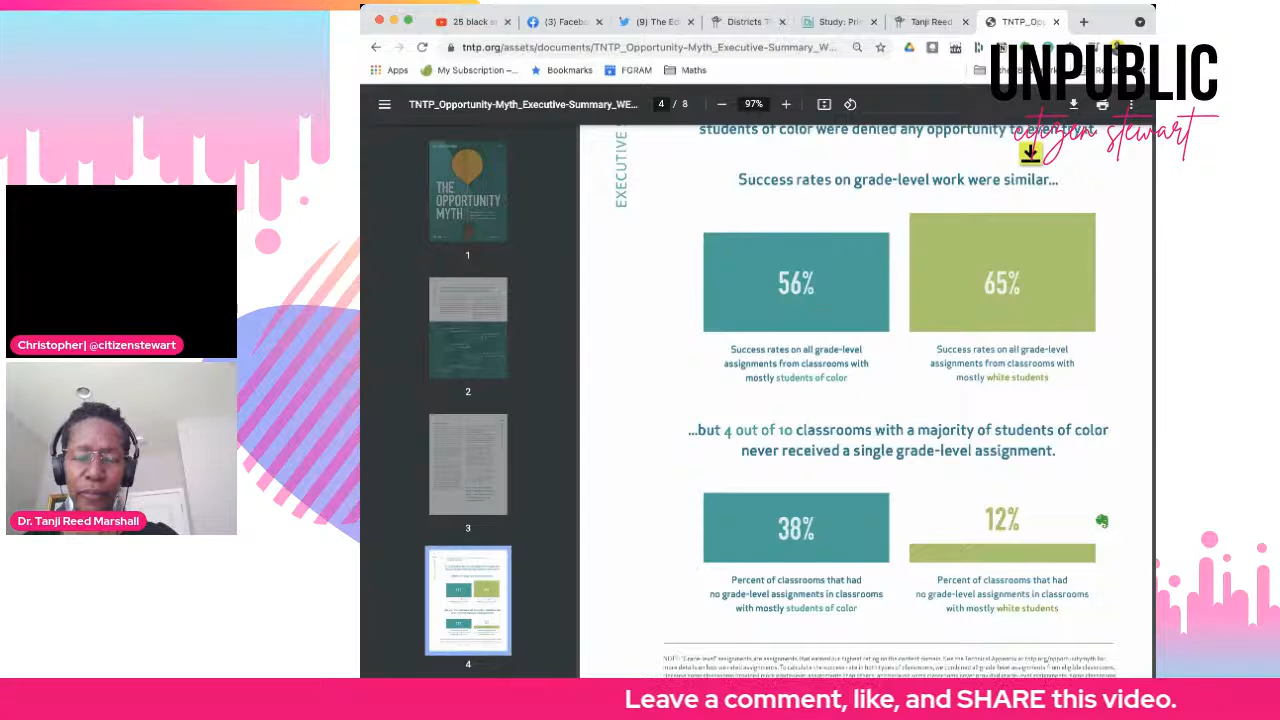 25 black s
(3) Faceb
(9) The Ed
Districts T
Study: Pri
Tanji Reed
TNTP_Op
tntp.org/assets/documents/TNTP_Opportunity-Myth_Executive-Summary_W...
Apps
My Subscription –...
Bookmarks
FGRAM
Maths
UNPUBLIC
citizen stewart
TNTP_Opportunity-Myth_Executive-Summary_WE...
4 / 8
97%
EXECUTIVE
students of color were denied any opportunity to even try.
THE
OPPORTUNITY
MYTH
1
2
3
4
Success rates on grade-level work were similar...
56%
65%
Success rates on all grade-level
assignments from classrooms with
mostly students of color
Success rates on all grade-level
assignments from classrooms with
mostly white students
...but 4 out of 10 classrooms with a majority of students of color
never received a single grade-level assignment.
38%
12%
Percent of classrooms that had
no grade-level assignments in classrooms
with mostly students of color
Percent of classrooms that had
no grade-level assignments in classrooms
with mostly white students
Christopher| @citizenstewart
Dr. Tanji Reed Marshall
Leave a comment, like, and SHARE this video.